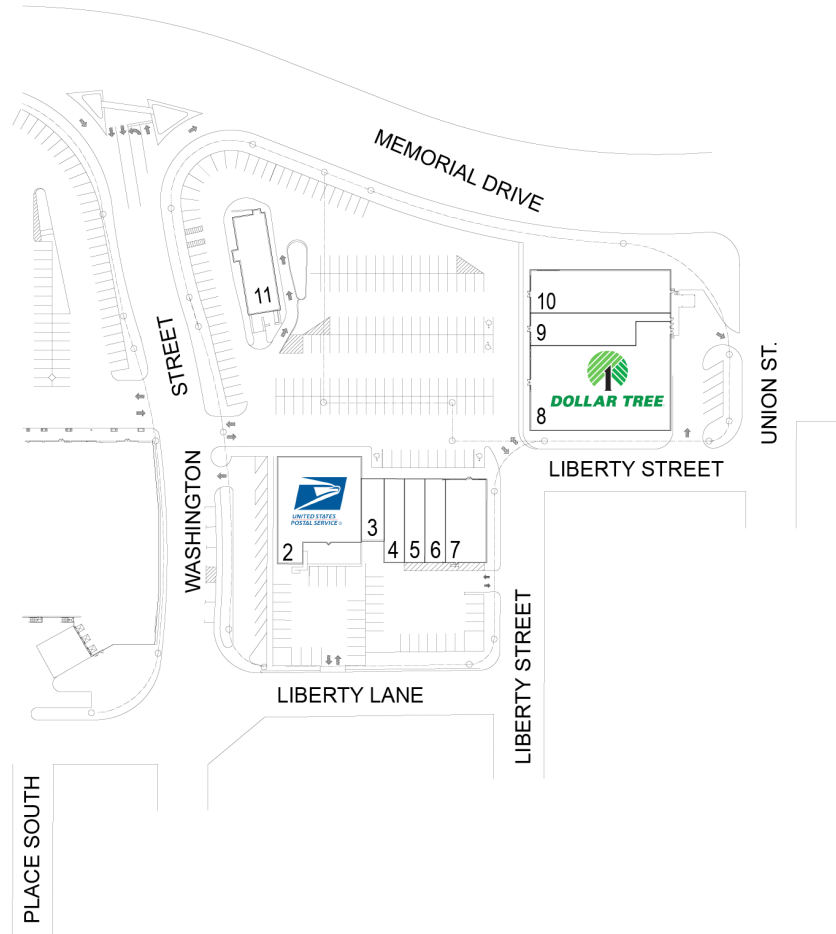 MEMORIAL DRIVE
11
10
9
STREET
DOLLAR TREE
8
UNION ST.
LIBERTY STREET
WASHINGTON
UNITED STATES
POSTAL SERVICE®
2
3
4
5
6
7
LIBERTY STREET
LIBERTY LANE
PLACE SOUTH